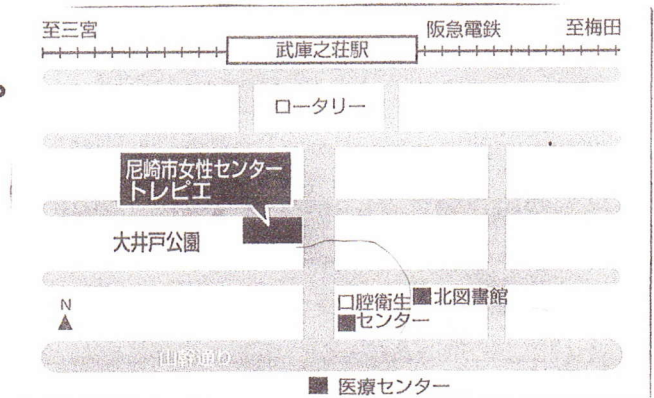 至三宮
阪急電鉄
至梅田
武庫之荘駅
ロータリー
尼崎市女性センター
トレピエ
大井戸公園
N
口腔衛生
センター
北図書館
山幹通り
医療センター